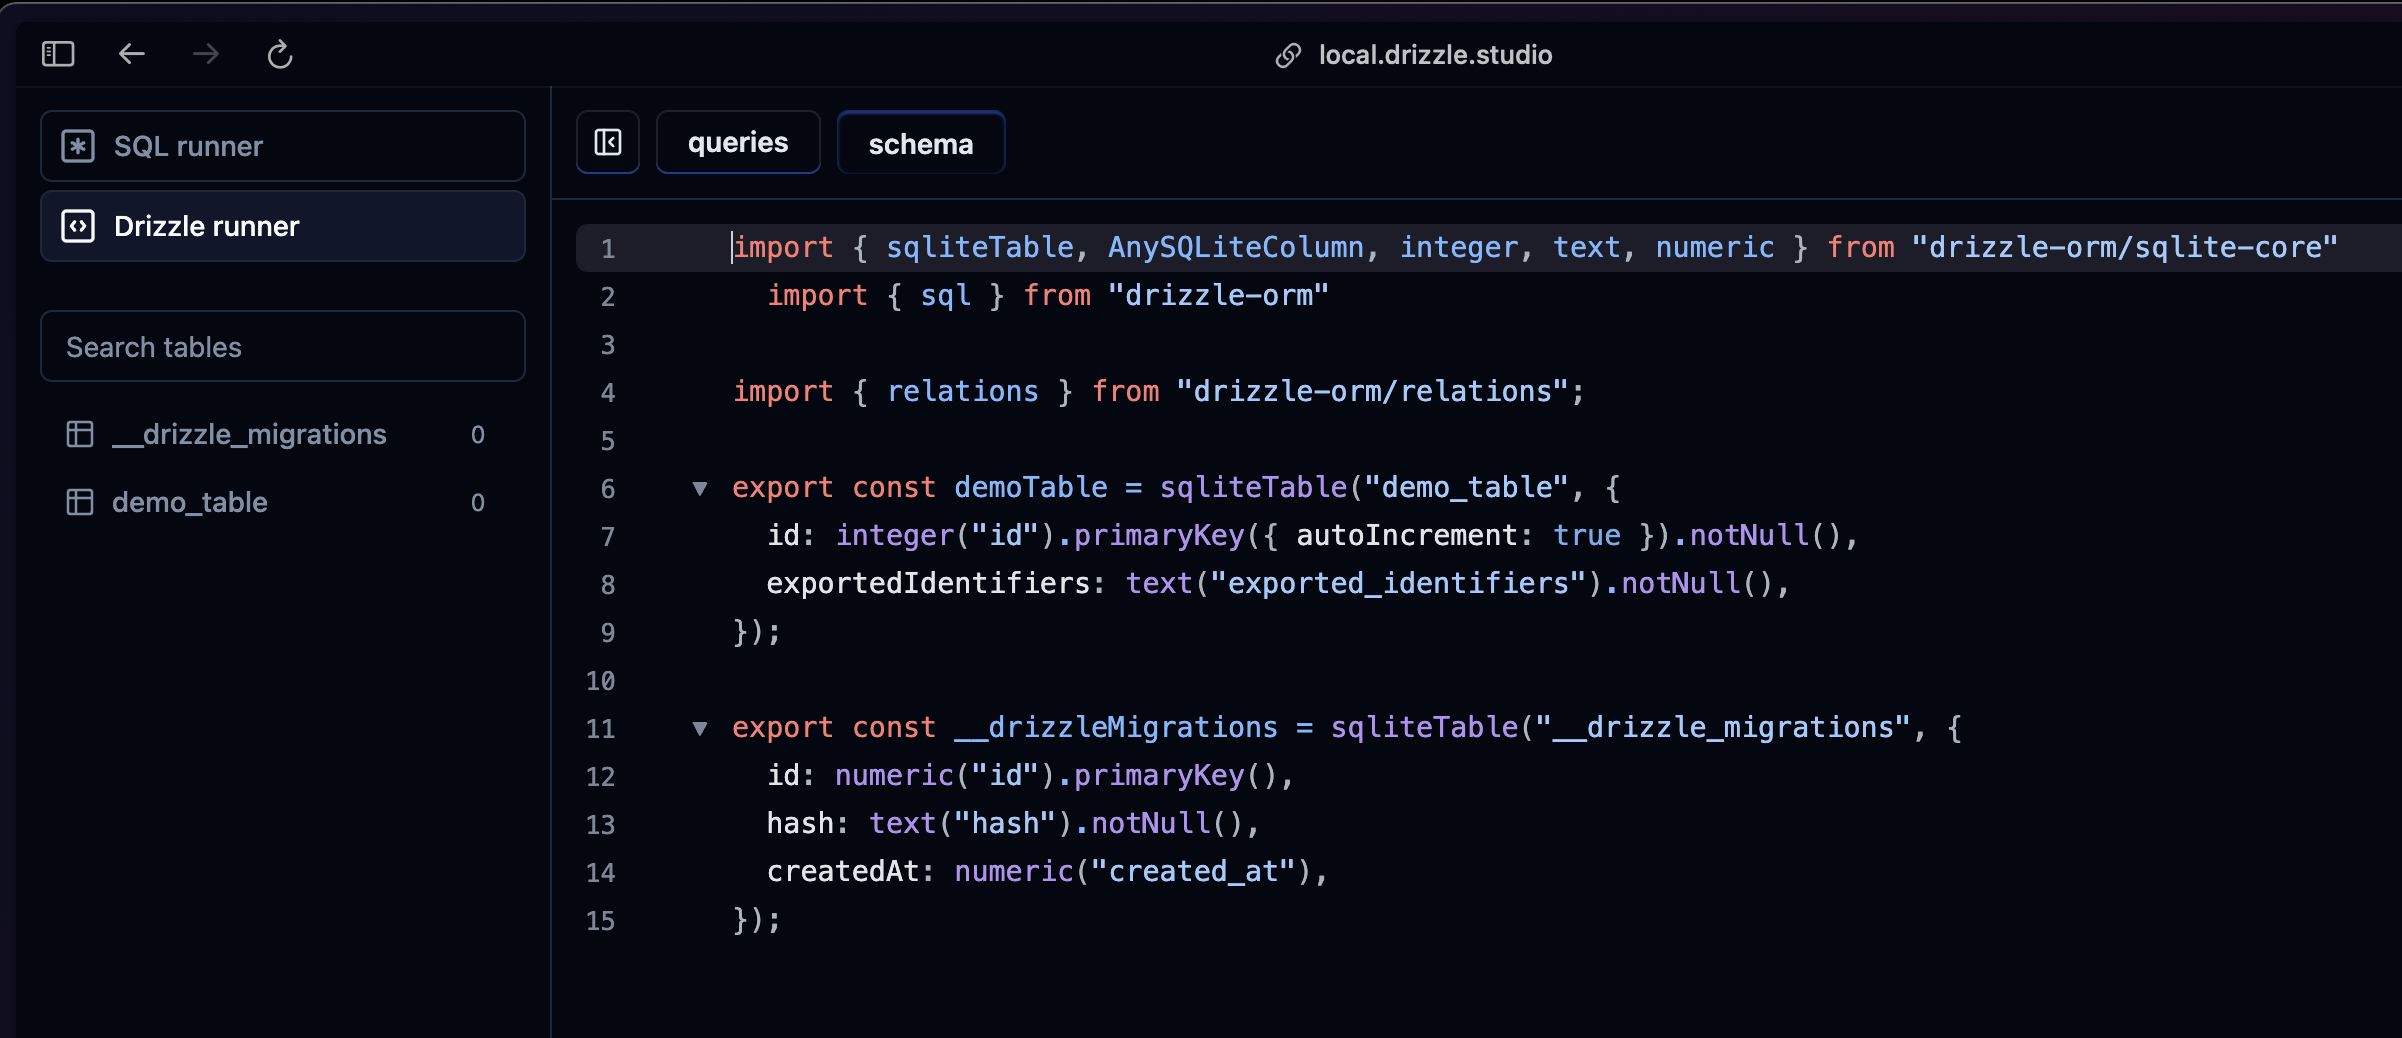 local.drizzle.studio
SQL runner
Drizzle runner
Search tables
__drizzle_migrations 0
demo_table 0
queries
schema
1 import { sqliteTable, AnySQLiteColumn, integer, text, numeric } from "drizzle-orm/sqlite-core"
2   import { sql } from "drizzle-orm"
3
4 import { relations } from "drizzle-orm/relations";
5
6 ▼ export const demoTable = sqliteTable("demo_table", {
7   id: integer("id").primaryKey({ autoIncrement: true }).notNull(),
8   exportedIdentifiers: text("exported_identifiers").notNull(),
9 });
10
11 ▼ export const __drizzleMigrations = sqliteTable("__drizzle_migrations", {
12   id: numeric("id").primaryKey(),
13   hash: text("hash").notNull(),
14   createdAt: numeric("created_at"),
15 });